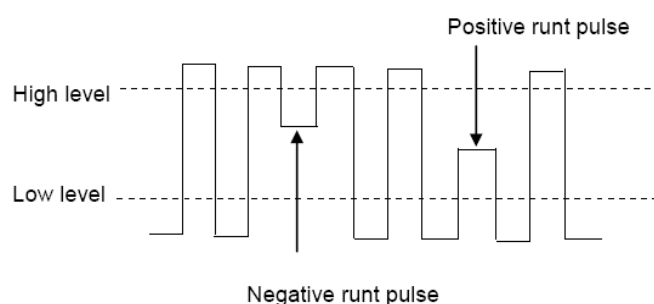 Positive runt pulse
High level
Low level
Negative runt pulse